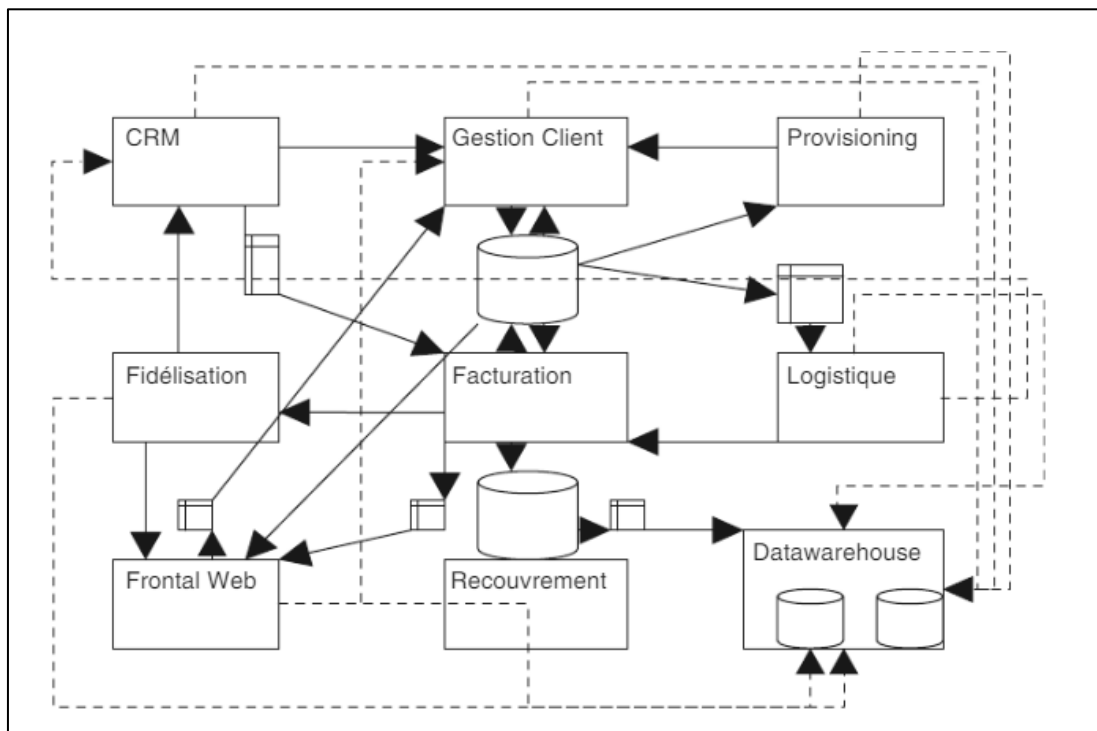 CRM
Gestion Client
Provisioning
Fidélisation
Facturation
Logistique
Frontal Web
Recouvrement
Datawarehouse